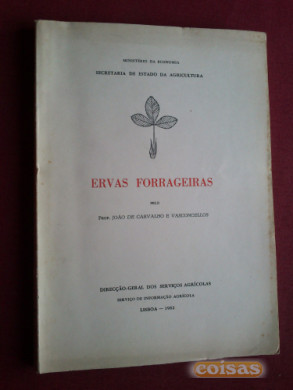 MINISTÉRIO DA ECONOMIA
SECRETARIA DE ESTADO DA AGRICULTURA
ERVAS FORRAGEIRAS
PELO
PROF. JOÃO DE CARVALHO E VASCONCELLOS
DIRECÇÃO-GERAL DOS SERVIÇOS AGRÍCOLAS
SERVIÇO DE INFORMAÇÃO AGRÍCOLA
LISBOA —
coisas